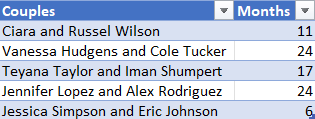 Couples Months
Ciara and Russel Wilson 11
Vanessa Hudgens and Cole Tucker 24
Teyana Taylor and Iman Shumpert 17
Jennifer Lopez and Alex Rodriguez 24
Jessica Simpson and Eric Johnson 6